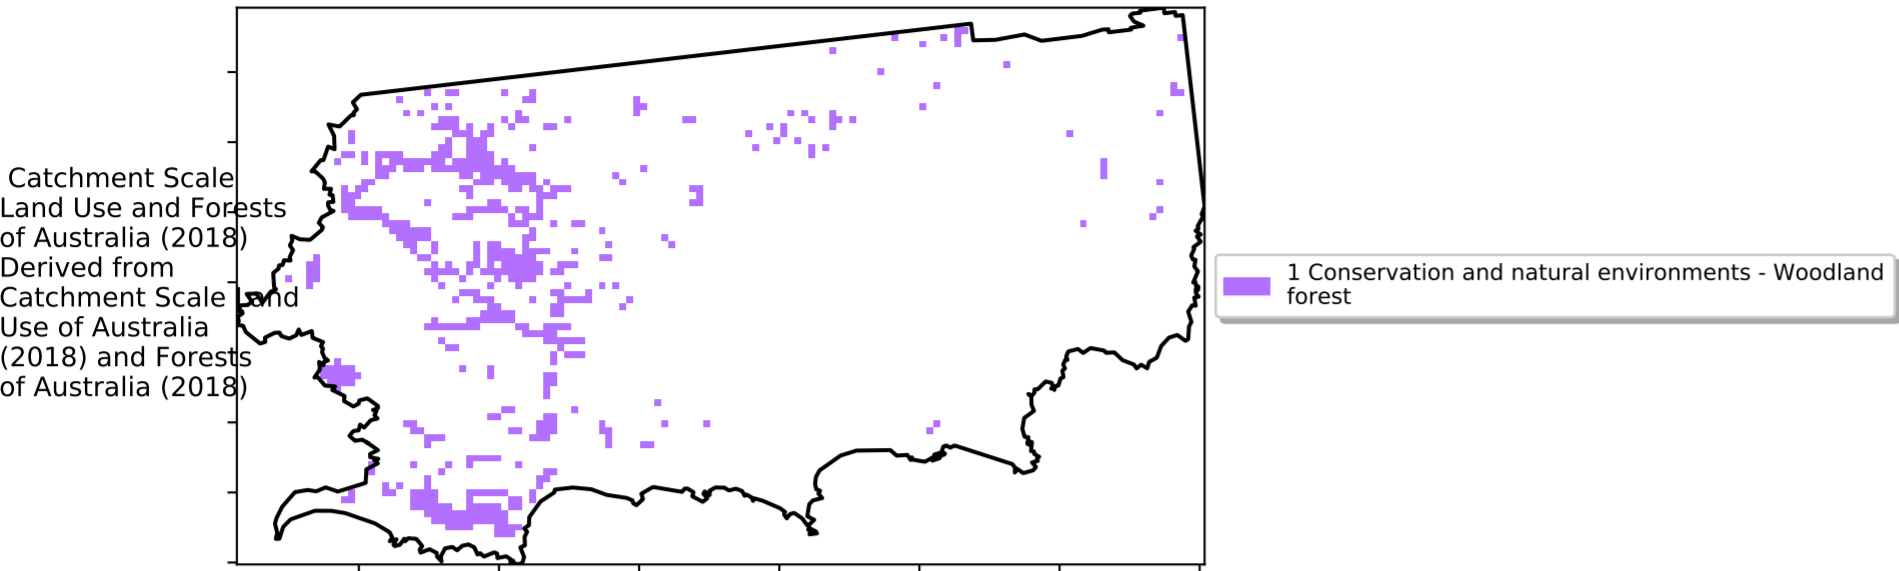 Catchment Scale
Land Use and Forests
of Australia (2018)
Derived from
Catchment Scale Land
Use of Australia
(2018) and Forests
of Australia (2018)
1 Conservation and natural environments - Woodland
forest